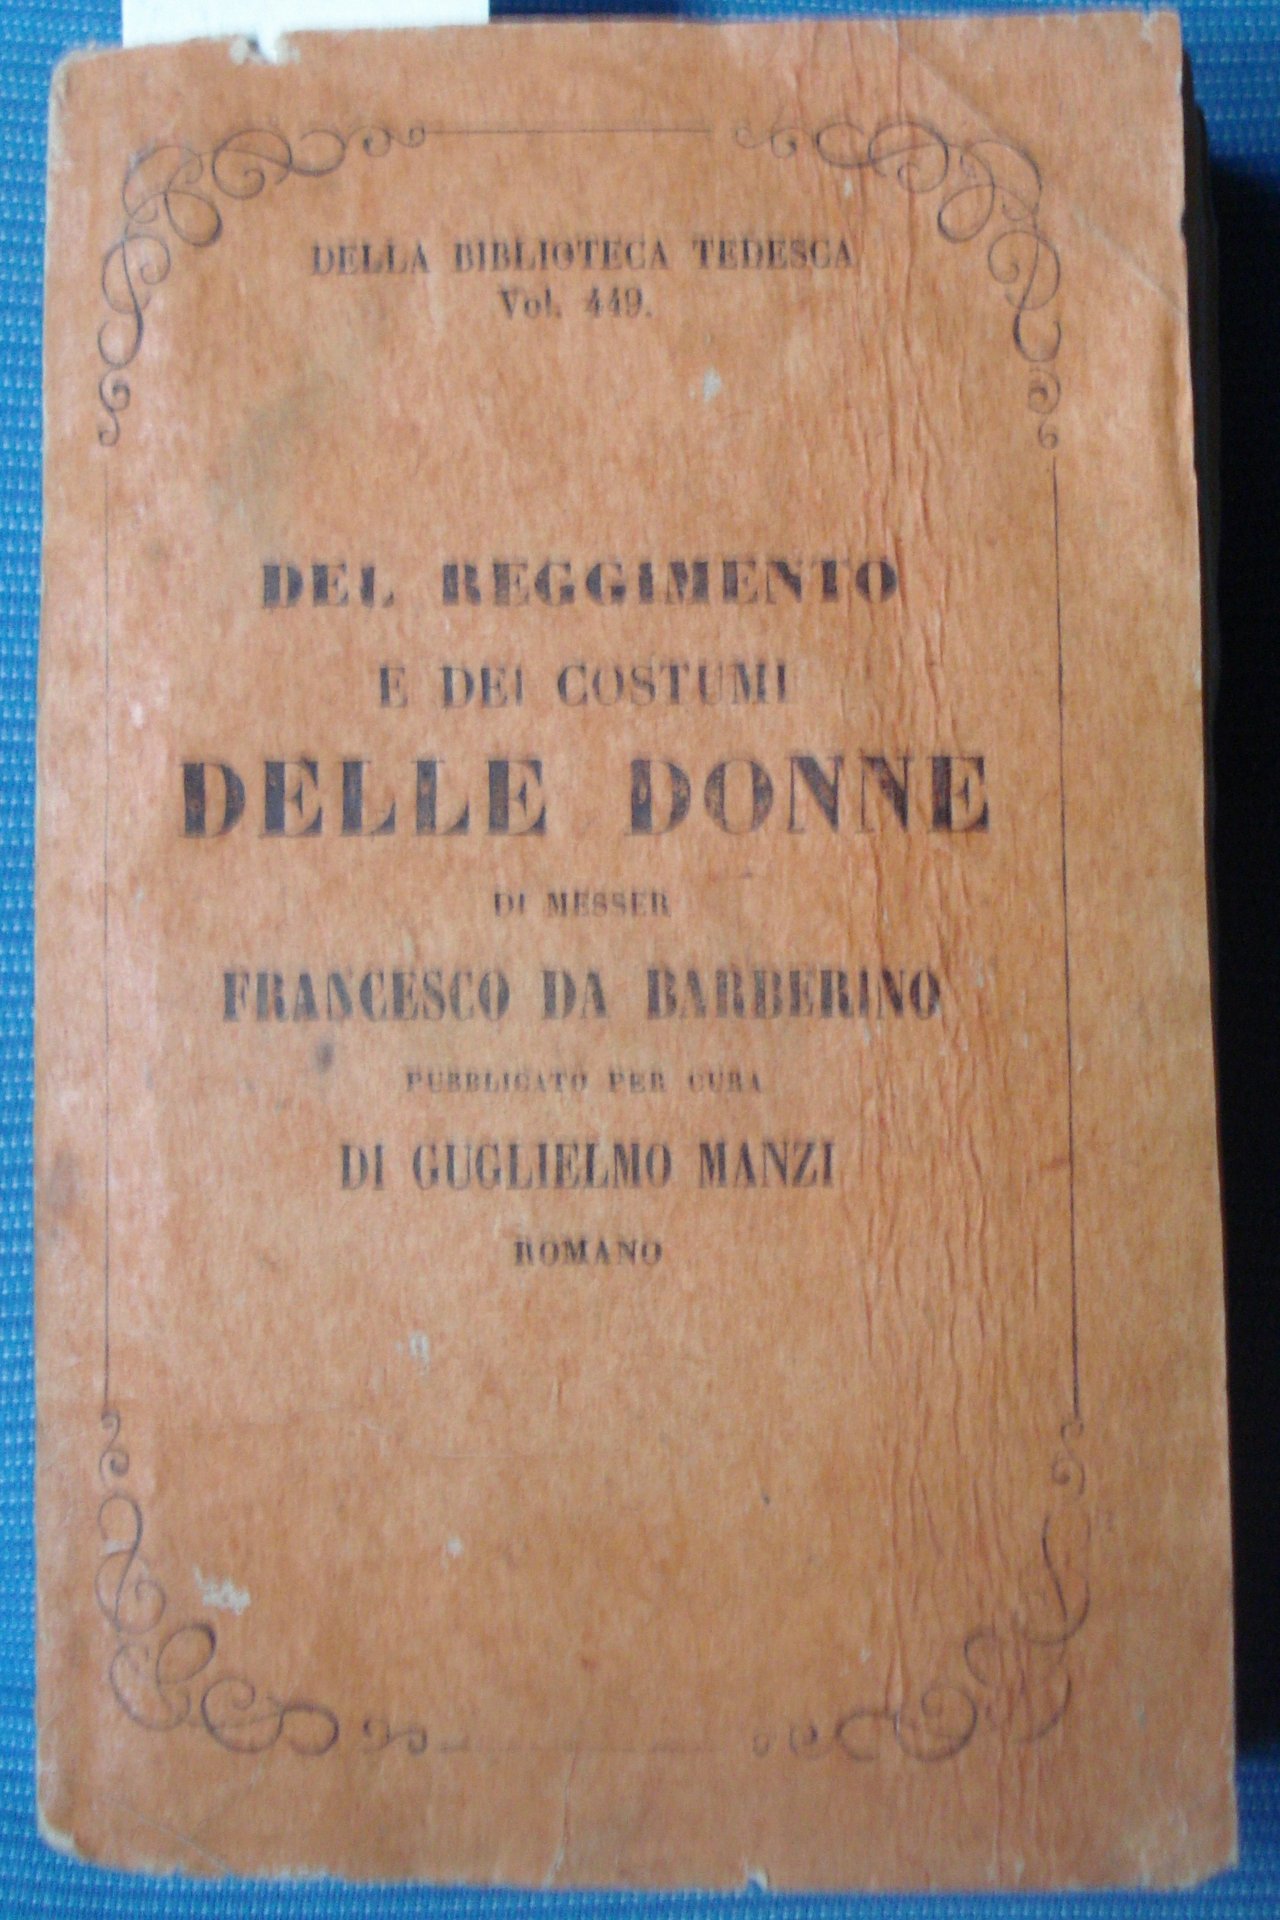 DELLA BIBLIOTECA TEDESCA
Vol. 449.
DEL REGGIMENTO
E DEI COSTUMI
DELLE DONNE
DI MESSER
FRANCESCO DA BARBERINO
PUBBLICATO PER CURA
DI GUGLIELMO MANZI
ROMANO